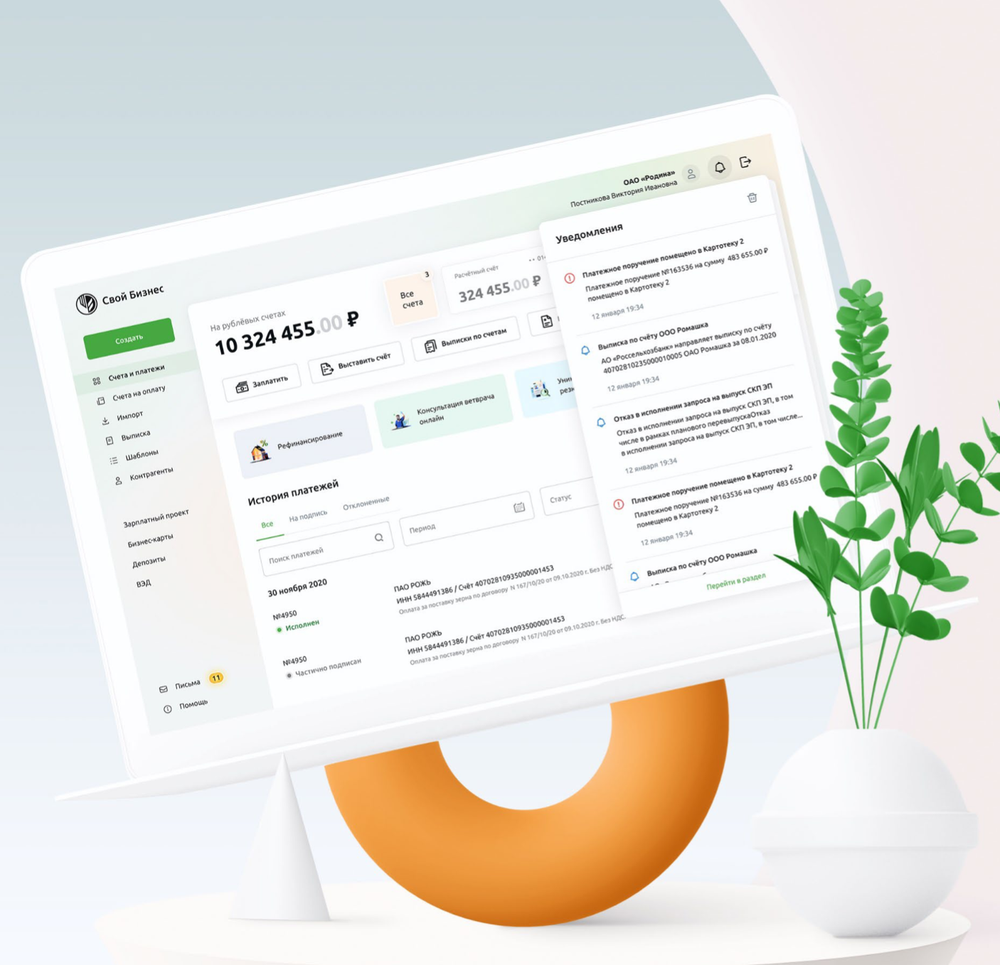 ОАО «Родина»
Постникова Виктория Ивановна
Свой Бизнес
Создать
Счета и платежи
Счета на оплату
Импорт
Выписка
Шаблоны
Контрагенты
Зарплатный проект
Бизнес-карты
Депозиты
ВЭД
Письма 11
Помощь
На рублёвых счетах
10 324 455.00 ₽
Все
счета
3
Расчётный счёт
324 455.00 ₽
Заплатить
Выставить счёт
Выписки по счетам
Рефинансирование
Консультация ветврача
онлайн
История платежей
Все
На подпись
Отклоненные
Поиск платежей
Период
Статус
30 ноября 2020
№4950
Исполнен
ПАО РОЖЬ
ИНН 5844491386 / Счёт 40702810935000001453
Оплата за поставку зерна по договору N 167/10/20 от 09.10.2020 г. Без НДС
№4950
Частично подписан
ПАО РОЖЬ
ИНН 5844491386 / Счёт 40702810935000001453
Оплата за поставку зерна по договору N 167/10/20 от 09.10.2020 г. Без НДС.
Уведомления
Платежное поручение помещено в Картотеку 2
Платежное поручение №163536 на сумму 483 655.00 ₽
помещено в Картотеку 2
12 января 19:34
Выписка по счёту ООО Ромашка
АО «Россельхозбанк» направляет выписку по счёту
40702810235000010005 ОАО Ромашка за 08.01.2020
12 января 19:34
Отказ в исполнении запроса на выпуск СКП ЭП
Отказ в исполнении запроса на выпуск СКП ЭП, в том
числе в рамках планового перевыпускаОтказ
в исполнении запроса на выпуск СКП ЭП, в том числе...
12 января 19:34
Платежное поручение помещено в Картотеку 2
Платежное поручение №163536 на сумму 483 655.00 ₽
помещено в Картотеку 2
12 января 19:34
Выписка по счёту ООО Ромашка
Перейти в раздел